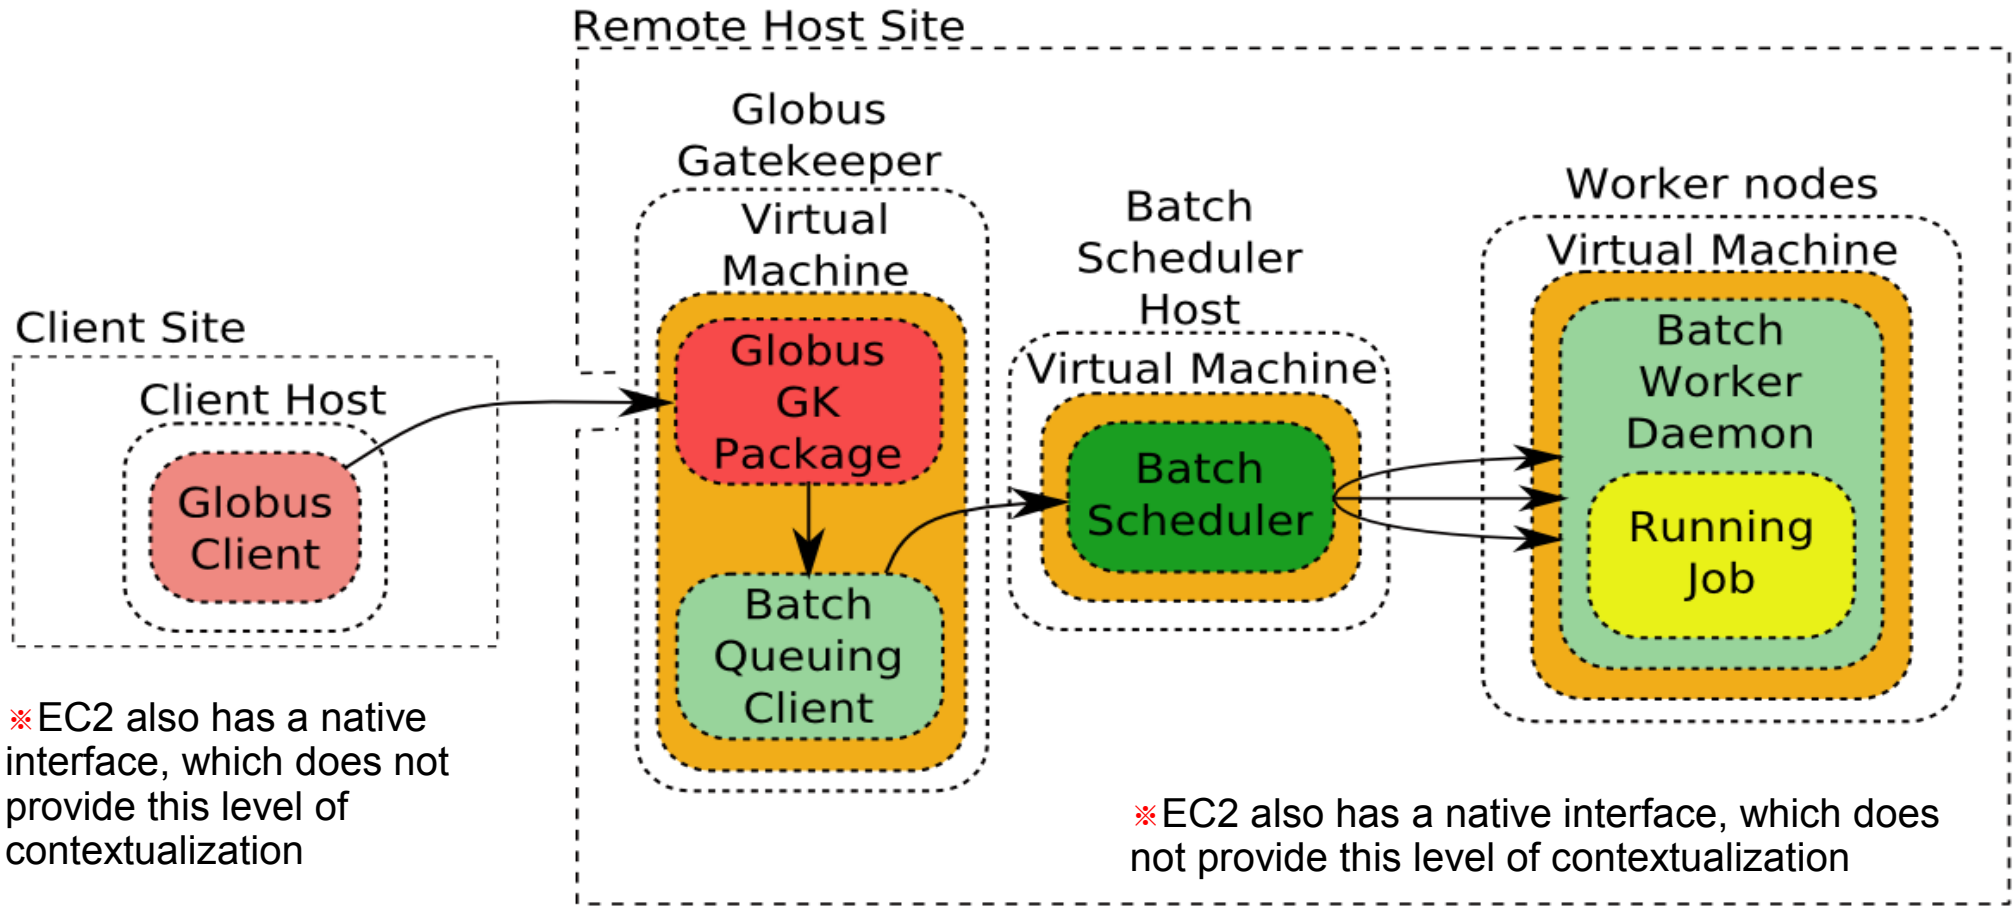 Remote Host Site
Globus
Gatekeeper
Virtual
Machine
Globus
GK
Package
Batch
Queuing
Client
Batch
Scheduler
Host
Virtual Machine
Batch
Scheduler
Worker nodes
Virtual Machine
Batch
Worker
Daemon
Running
Job
Client Site
Client Host
Globus
Client
※EC2 also has a native
interface, which does not
provide this level of
contextualization
※EC2 also has a native interface, which does
not provide this level of contextualization